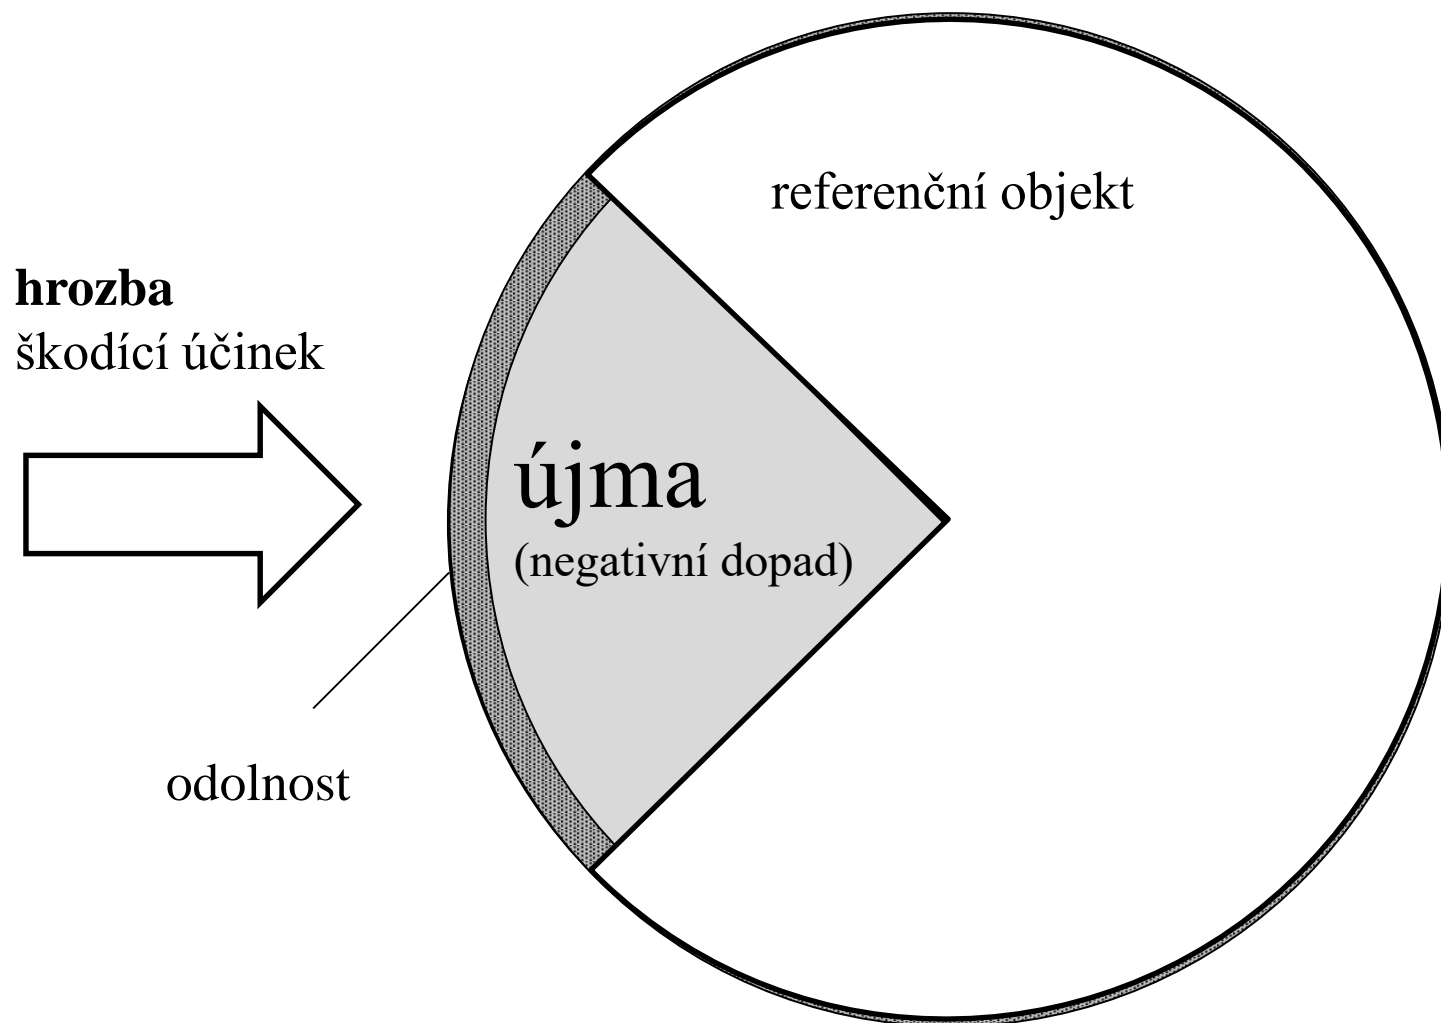 referenční objekt
hrozba
škodící účinek
újma
(negativní dopad)
odolnost